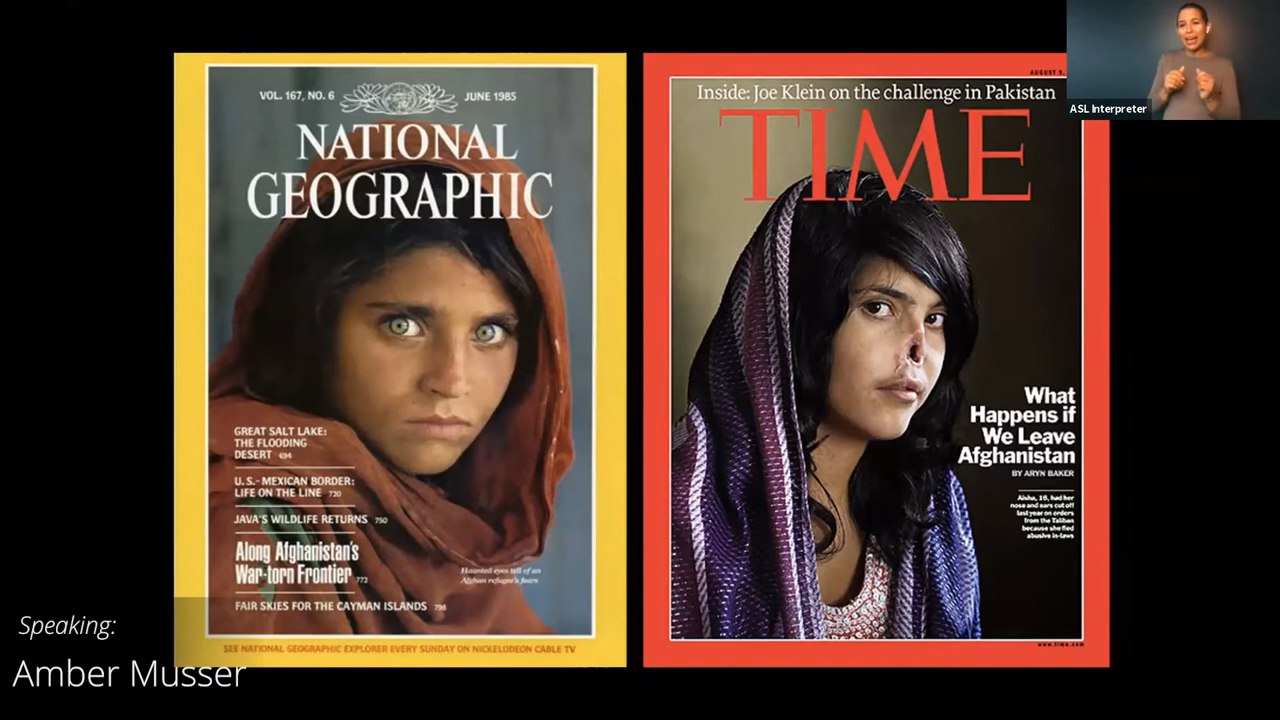 VOL. 167, NO. 6
JUNE 1985
NATIONAL
GEOGRAPHIC
GREAT SALT LAKE:
THE FLOODING
DESERT 694
U.S.-MEXICAN BORDER:
LIFE ON THE LINE 720
JAVA'S WILDLIFE RETURNS 750
Along Afghanistan's
War-torn Frontier 772
Haunted eyes tell of an
Afghan refugee's fears
FAIR SKIES FOR THE CAYMAN ISLANDS 798
SEE NATIONAL GEOGRAPHIC EXPLORER EVERY SUNDAY ON NICKELODEON CABLE TV
AUGUST 9,
Inside: Joe Klein on the challenge in Pakistan
TIME
What
Happens if
We Leave
Afghanistan
BY ARYN BAKER
Aisha, 18, had her
nose and ears cut off
last year on orders
from the Taliban
because she fled
abusive in-laws
www.time.com
ASL Interpreter
Speaking:
Amber Musser